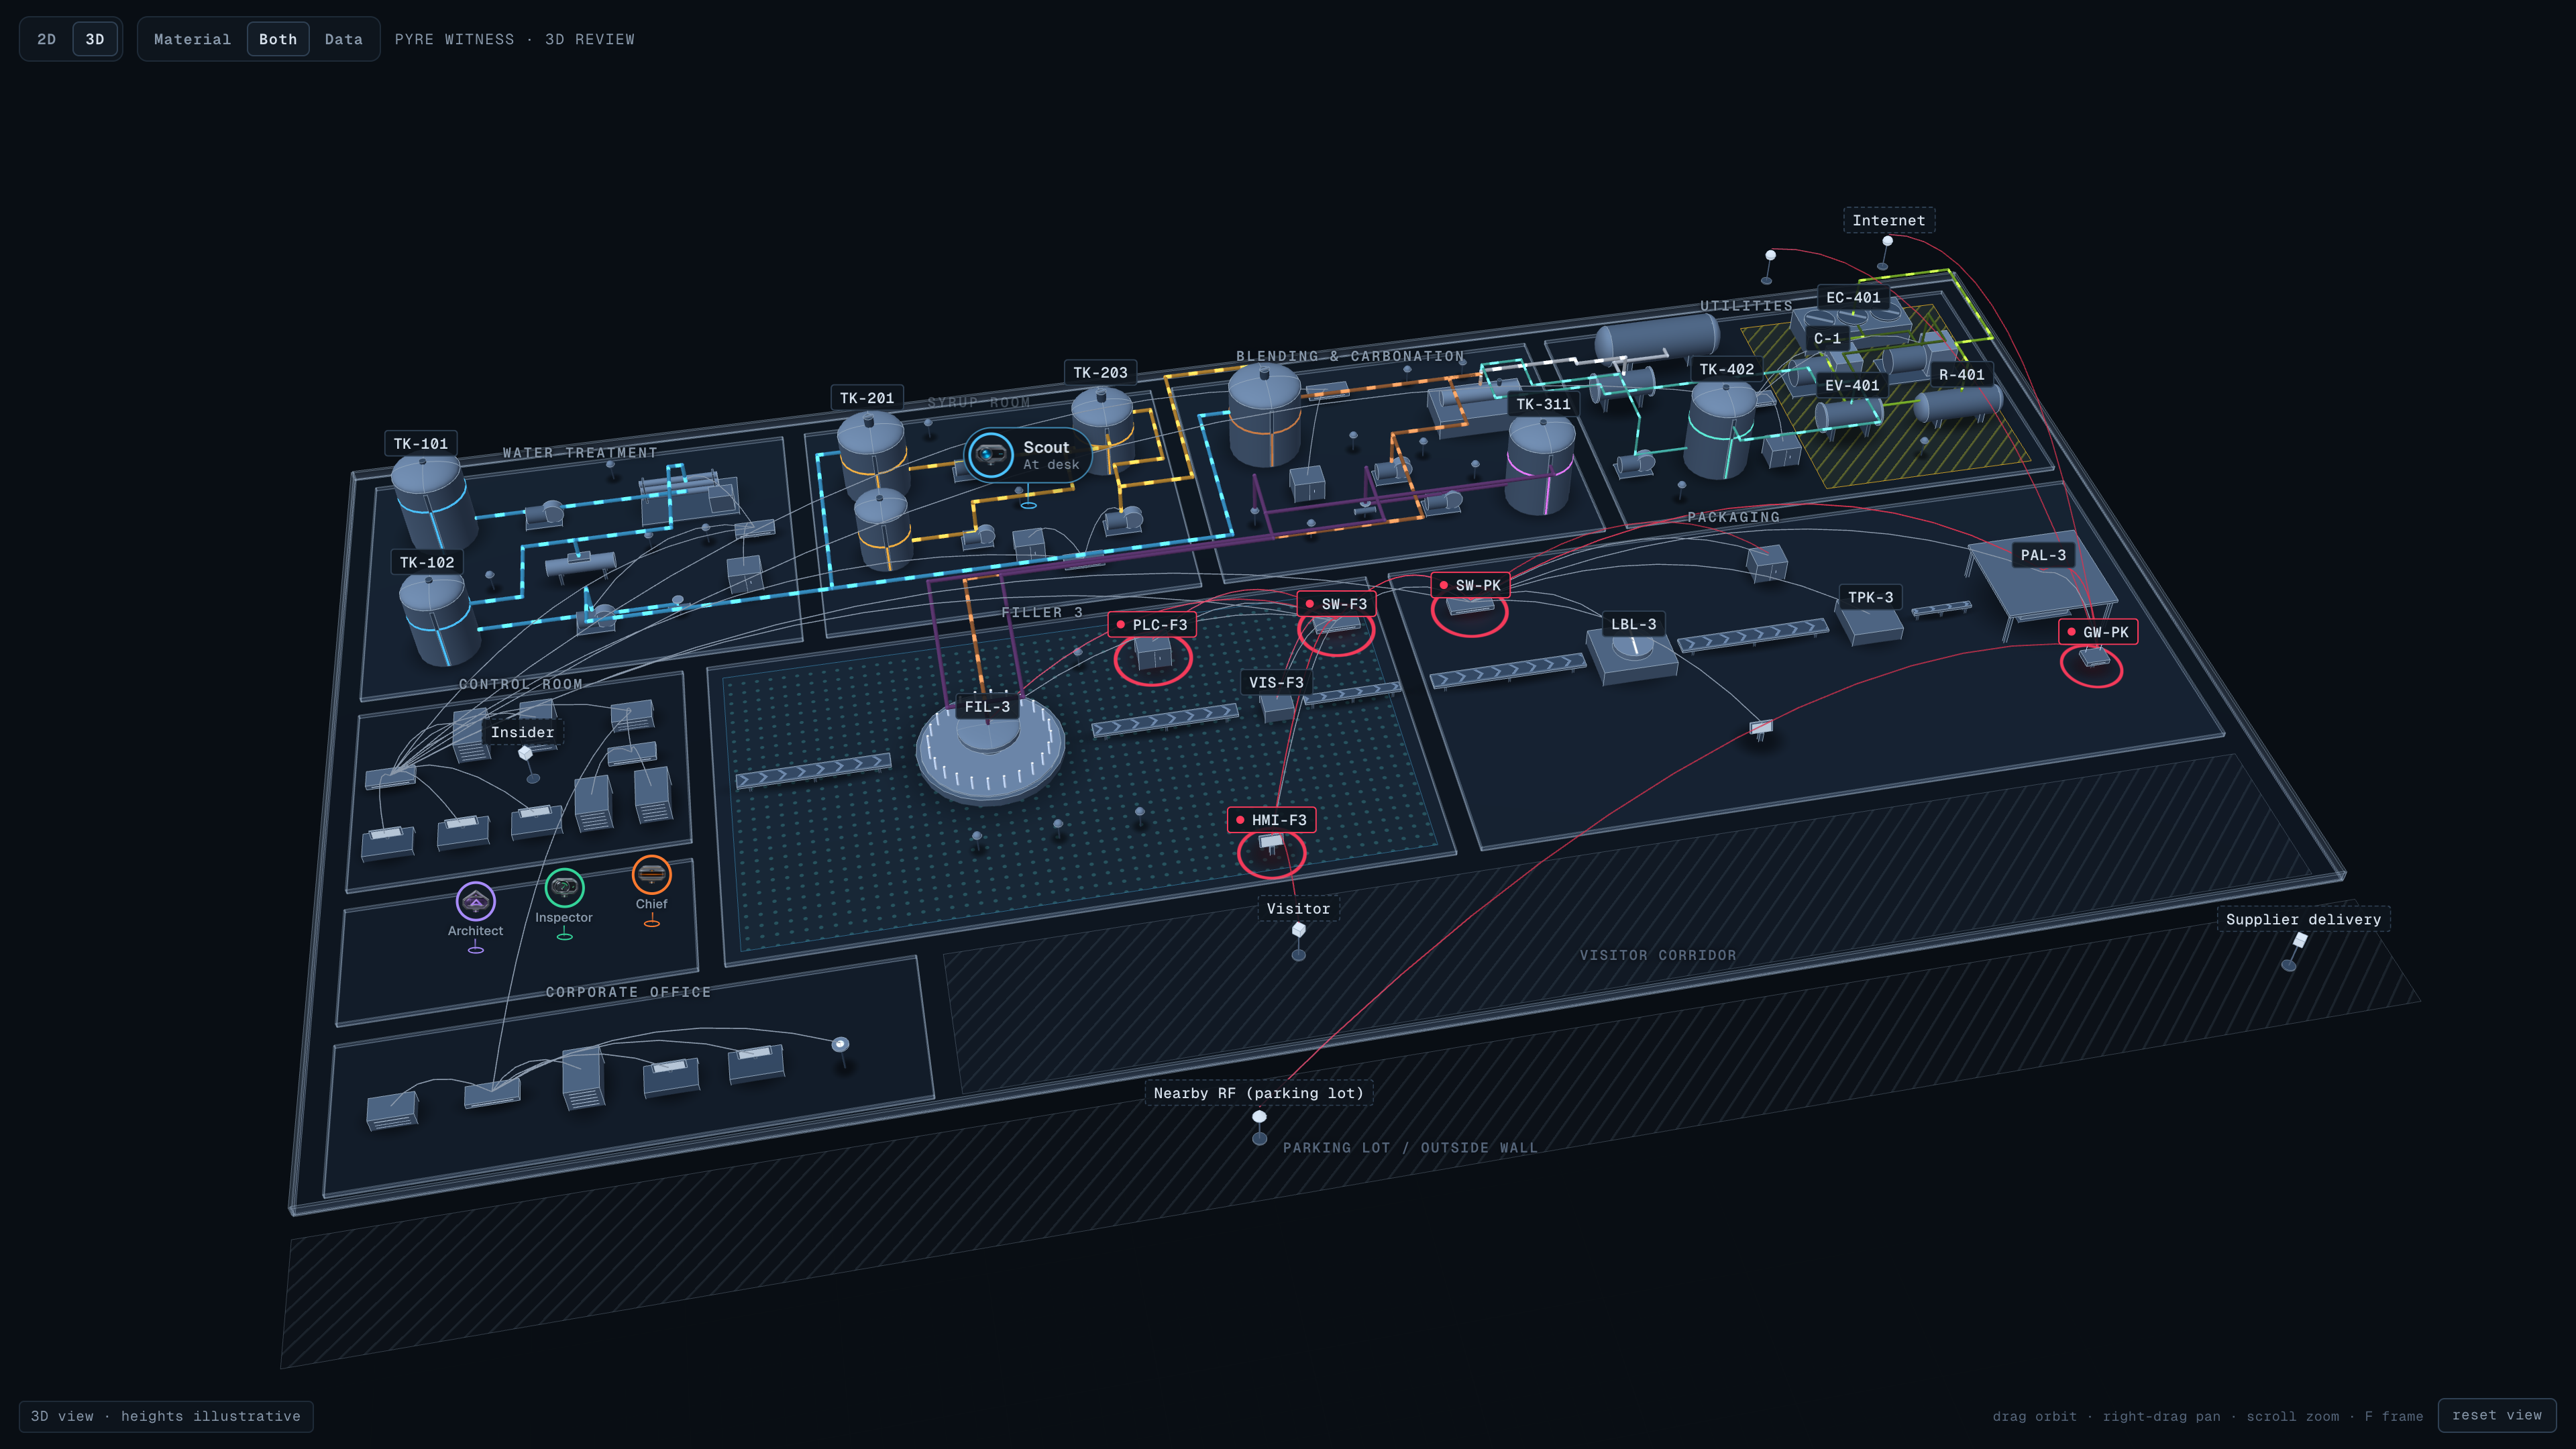 2D 3D Material Both Data PYRE WITNESS · 3D REVIEW
Internet
UTILITIES
EC-401
C-1
BLENDING & CARBONATION
TK-203
TK-402
EV-401
R-401
TK-201
SYRUP ROOM
TK-311
TK-101
WATER TREATMENT
Scout
At desk
PACKAGING
TK-102
PAL-3
SW-PK
TPK-3
SW-F3
FILLER 3
PLC-F3
LBL-3
GW-PK
CONTROL ROOM
VIS-F3
FIL-3
Insider
HMI-F3
Chief
Inspector
Architect
Visitor
Supplier delivery
VISITOR CORRIDOR
CORPORATE OFFICE
Nearby RF (parking lot)
PARKING LOT / OUTSIDE WALL
3D view · heights illustrative
drag orbit · right-drag pan · scroll zoom · F frame
reset view